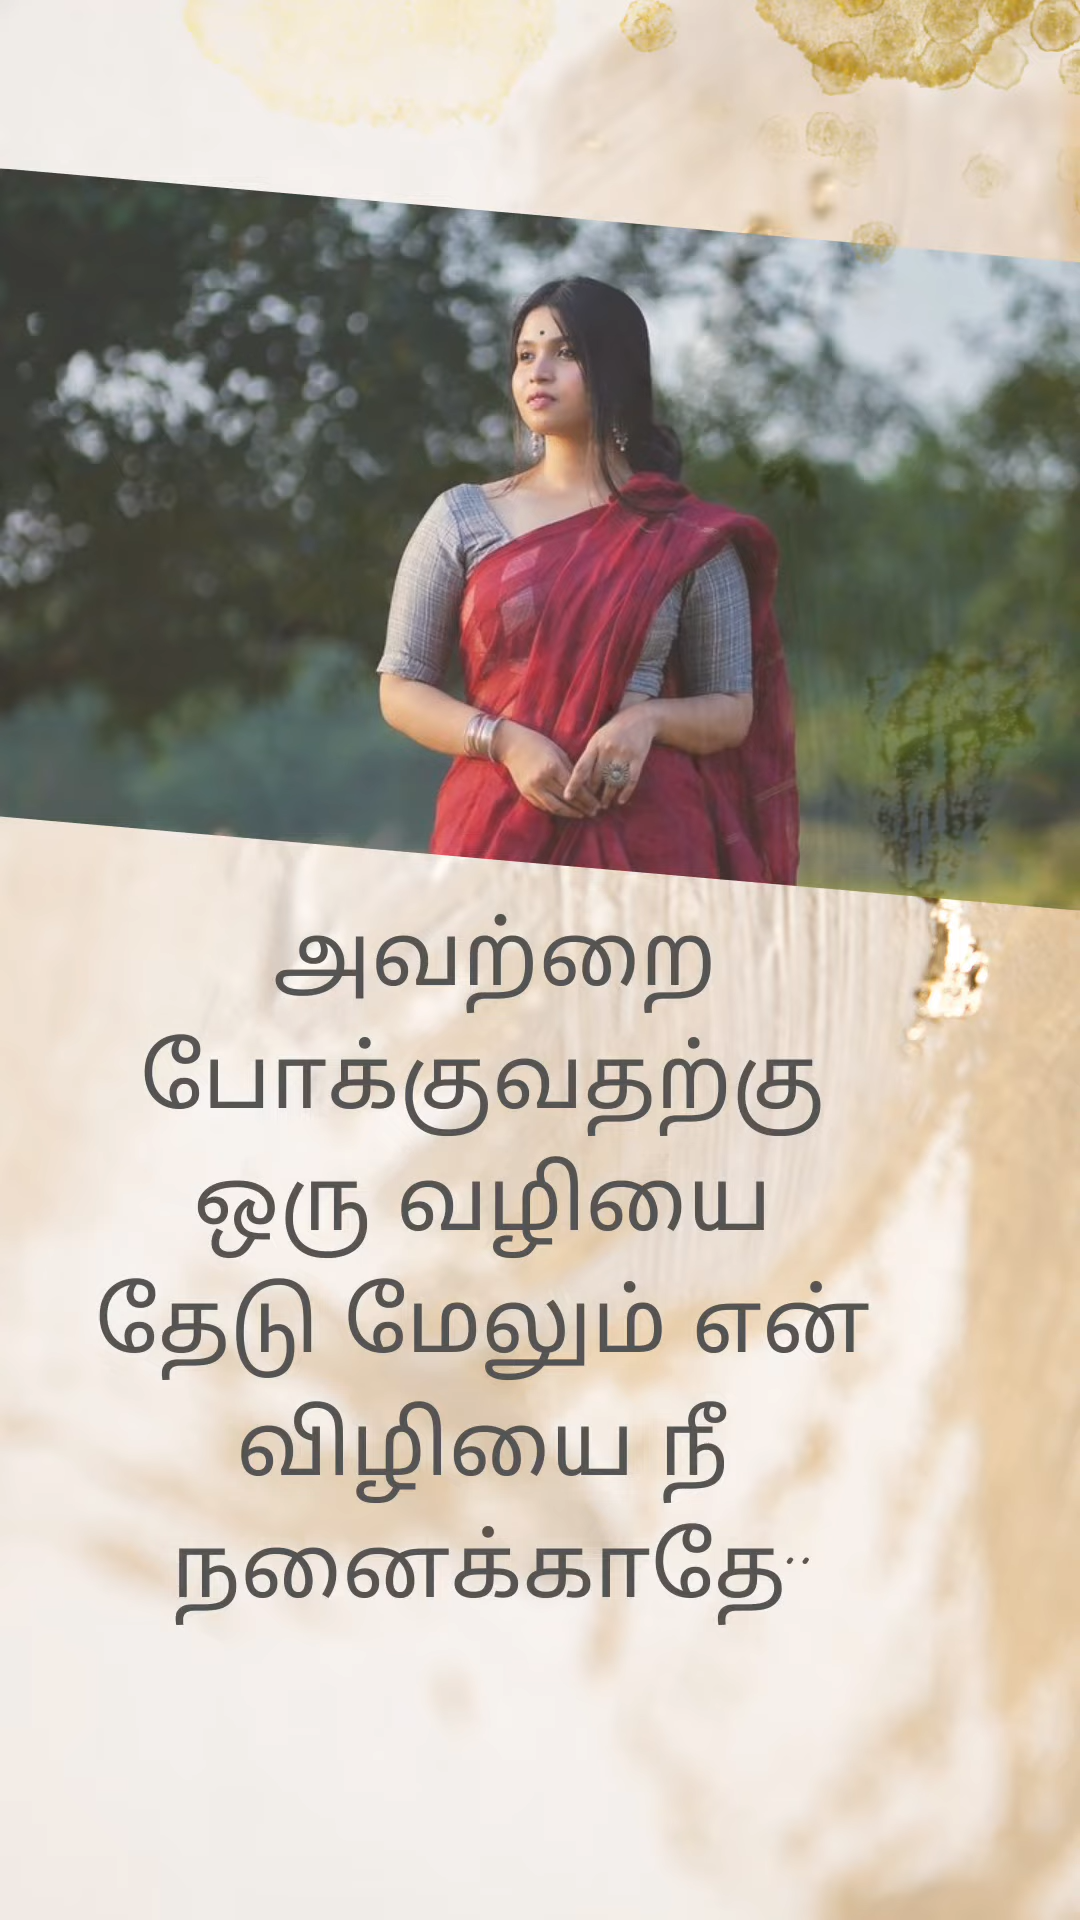 அவற்றை
போக்குவதற்கு
ஒரு வழியை
தேடு மேலும் என்
விழியை நீ
நனைக்காதே´´